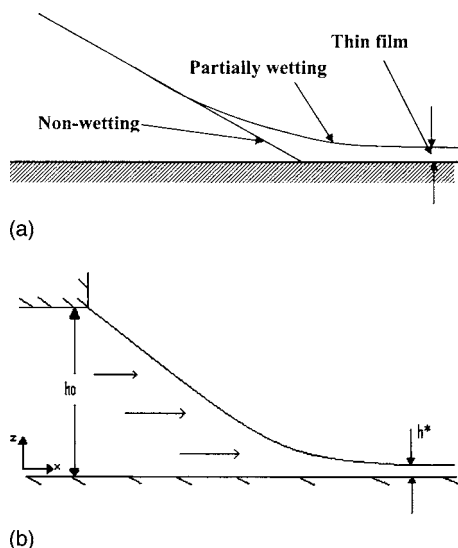 Thin film
Partially wetting
Non-wetting
(a)
ho
h*
z
x
(b)